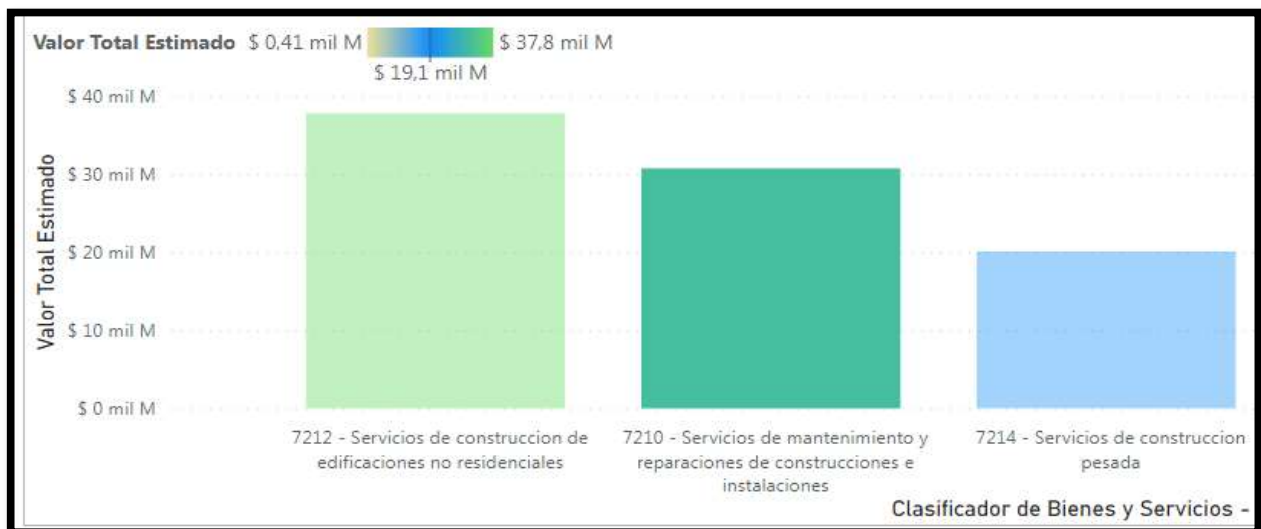 Valor Total Estimado $ 0,41 mil M $ 37,8 mil M
$ 19,1 mil M
Valor Total Estimado
$ 40 mil M
$ 30 mil M
$ 20 mil M
$ 10 mil M
$ 0 mil M
7212 - Servicios de construccion de
edificaciones no residenciales
7210 - Servicios de mantenimiento y
reparaciones de construcciones e
instalaciones
7214 - Servicios de construccion
pesada
Clasificador de Bienes y Servicios -